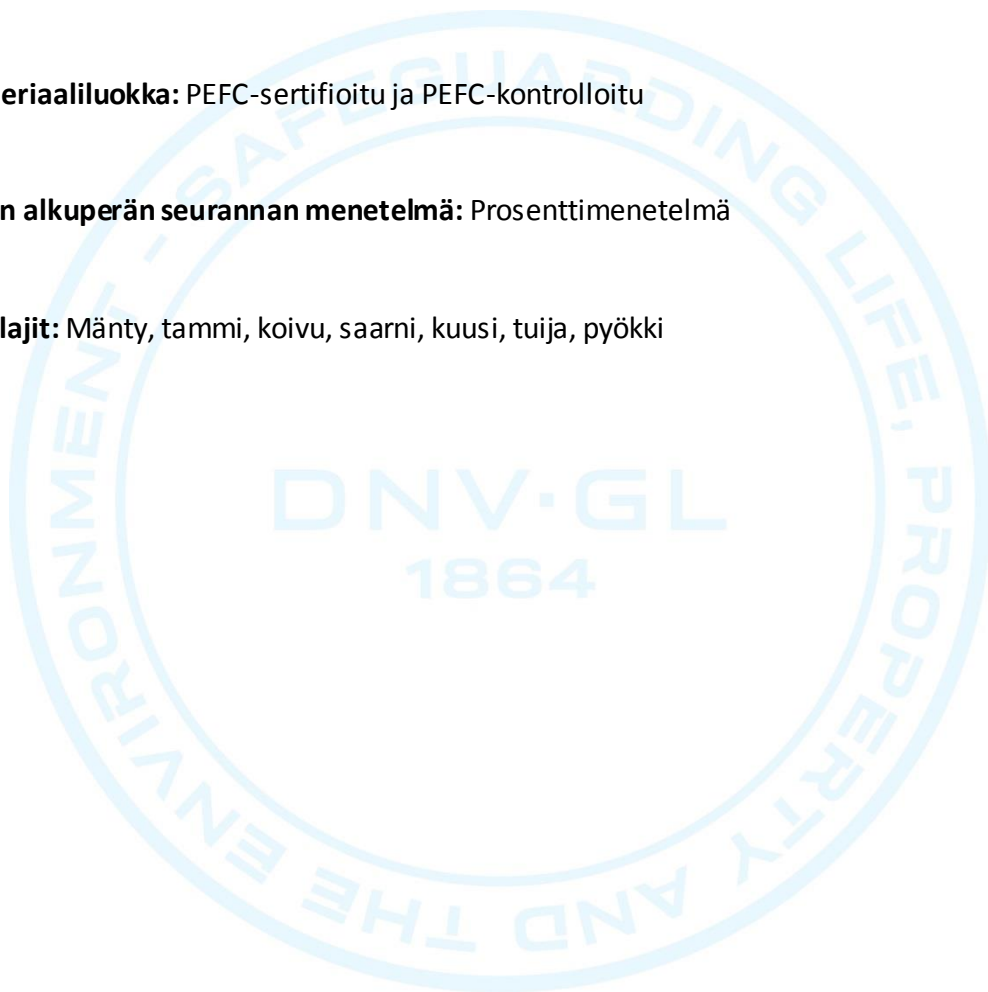 eriaaliluokka: PEFC-sertifioitu ja PEFC-kontrolloitu
n alkuperän seurannan menetelmä: Prosenttimenetelmä
lajit: Mänty, tammi, koivu, saarni, kuusi, tuija, pyökki
SAFEGUARDING LIFE, PROPERTY AND THE ENVIRONMENT -
DNV·GL
1864